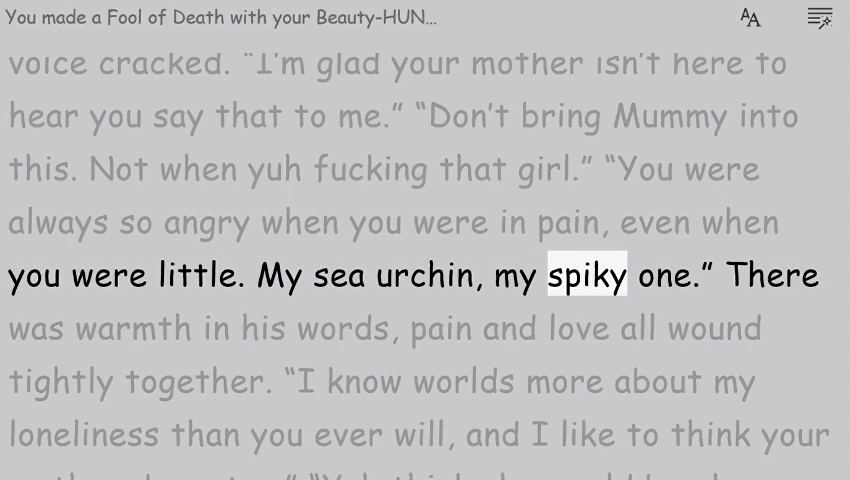 You made a Fool of Death with your Beauty-HUN...
AA
voice cracked. “I’m glad your mother isn’t here to
hear you say that to me.” “Don’t bring Mummy into
this. Not when yuh fucking that girl.” “You were
always so angry when you were in pain, even when
you were little. My sea urchin, my spiky one.” There
was warmth in his words, pain and love all wound
tightly together. “I know worlds more about my
loneliness than you ever will, and I like to think your